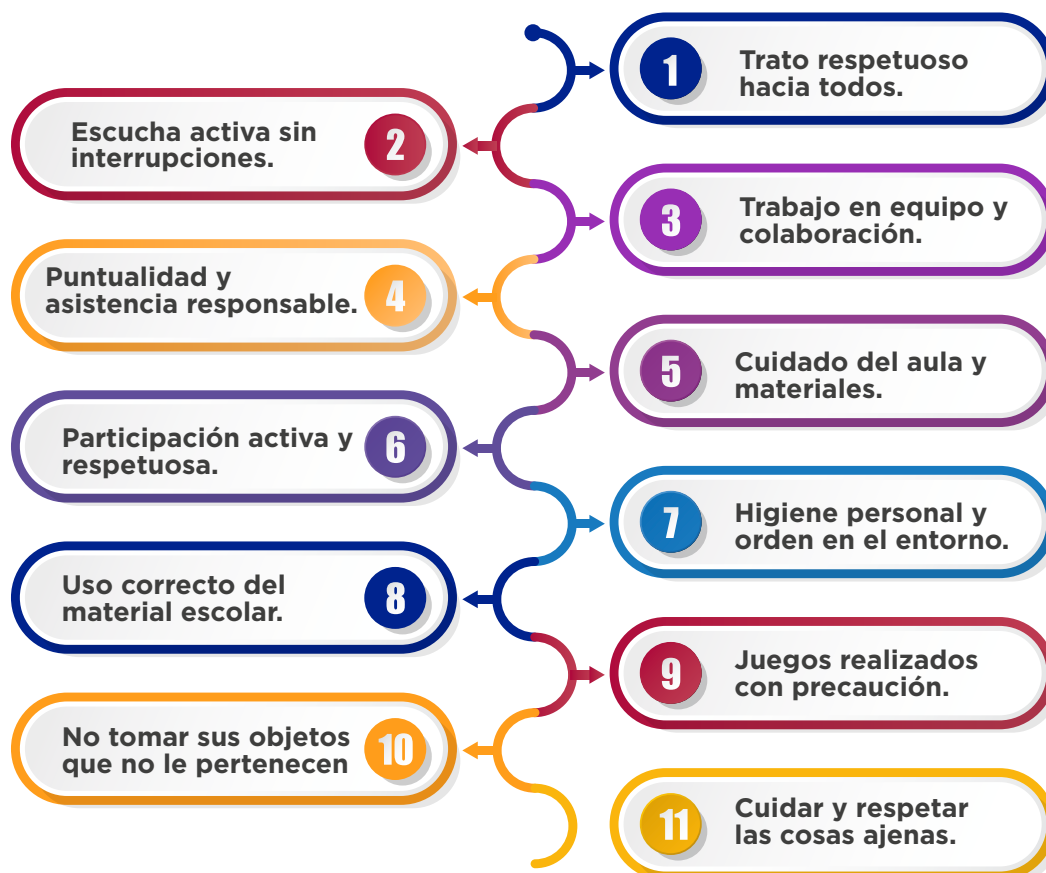 1
Trato respetuoso
hacia todos.
2
Escucha activa sin
interrupciones.
3
Trabajo en equipo y
colaboración.
4
Puntualidad y
asistencia responsable.
5
Cuidado del aula y
materiales.
6
Participación activa y
respetuosa.
7
Higiene personal y
orden en el entorno.
8
Uso correcto del
material escolar.
9
Juegos realizados
con precaución.
10
No tomar sus objetos
que no le pertenecen
11
Cuidar y respetar
las cosas ajenas.